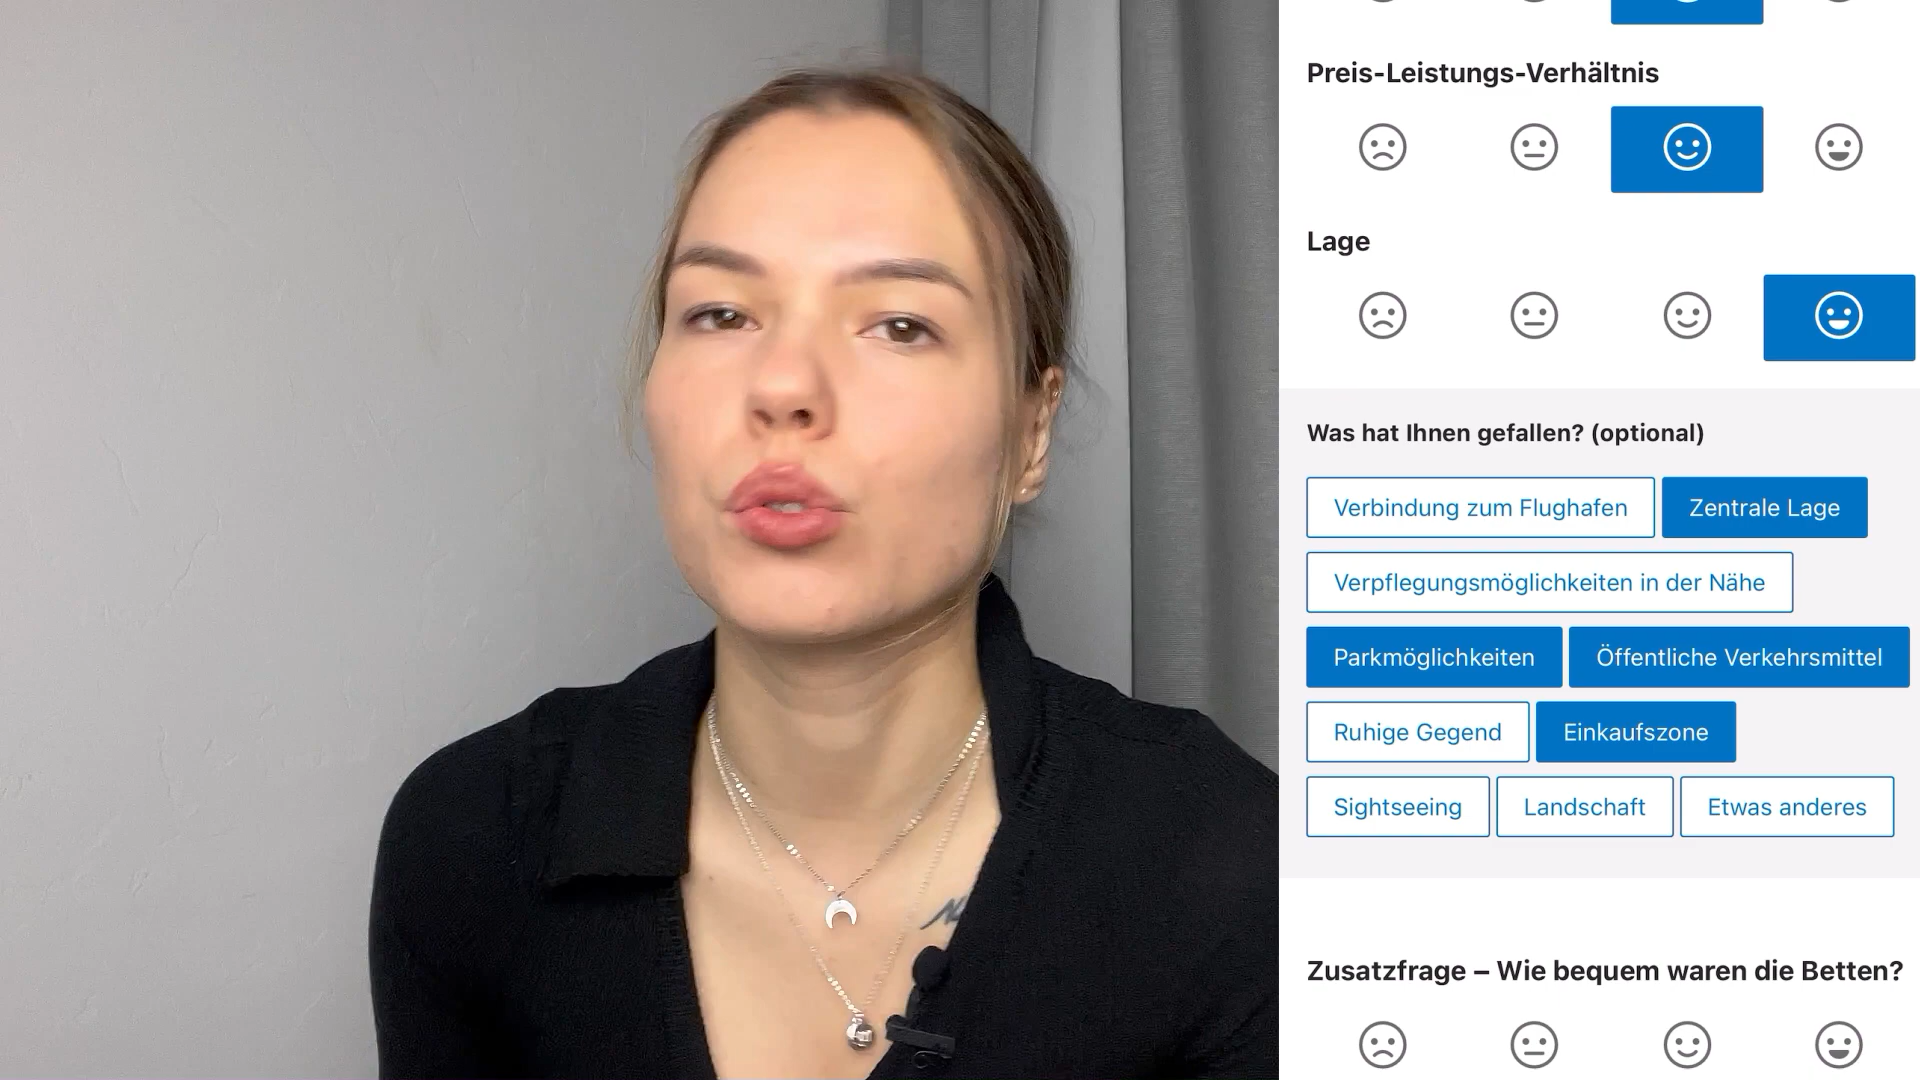 Preis-Leistungs-Verhältnis
Lage
Was hat Ihnen gefallen? (optional)
Verbindung zum Flughafen
Zentrale Lage
Verpflegungsmöglichkeiten in der Nähe
Parkmöglichkeiten
Öffentliche Verkehrsmittel
Ruhige Gegend
Einkaufszone
Sightseeing
Landschaft
Etwas anderes
Zusatzfrage – Wie bequem waren die Betten?